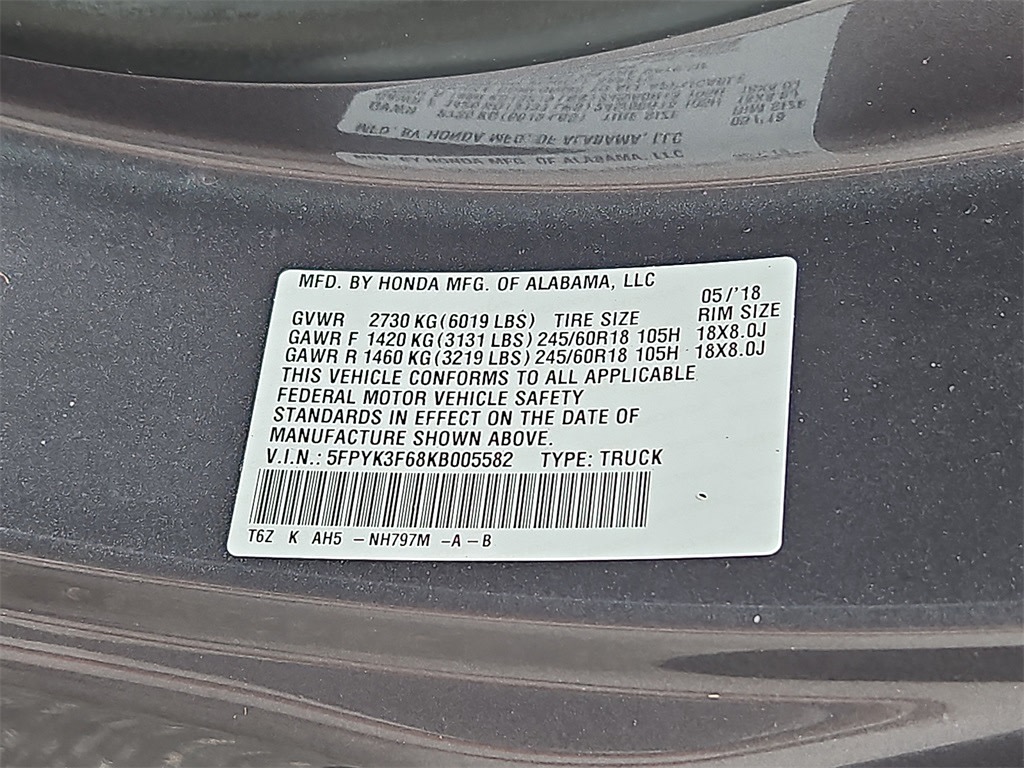 MFD. BY HONDA MFG. OF ALABAMA, LLC
05/'18
GVWR 2730 KG (6019 LBS) TIRE SIZE RIM SIZE
GAWR F 1420 KG (3131 LBS) 245/60R18 105H 18X8.0J
GAWR R 1460 KG (3219 LBS) 245/60R18 105H 18X8.0J
THIS VEHICLE CONFORMS TO ALL APPLICABLE
FEDERAL MOTOR VEHICLE SAFETY
STANDARDS IN EFFECT ON THE DATE OF
MANUFACTURE SHOWN ABOVE.
V.I.N.: 5FPYK3F68KB005582 TYPE: TRUCK
T6Z K AH5 -NH797M -A-B